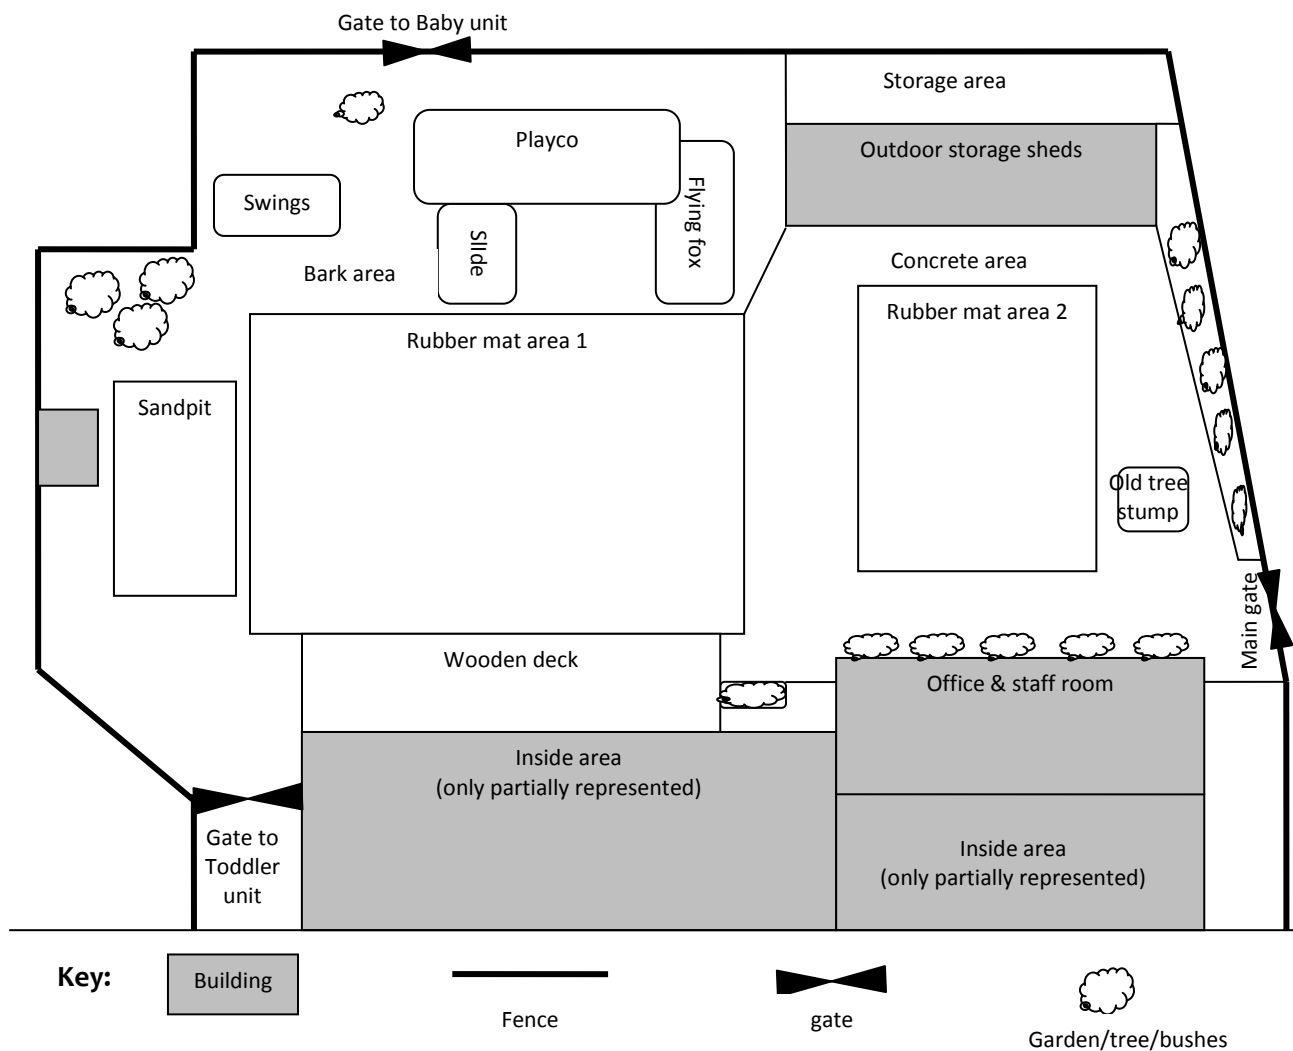 Gate to Baby unit
Storage area
Playco
Outdoor storage sheds
Swings
Flying fox
SlIde
Bark area
Concrete area
Rubber mat area 1
Rubber mat area 2
Sandpit
Old tree
stump
Main gate
Wooden deck
Office & staff room
Inside area
(only partially represented)
Gate to
Toddler
unit
Inside area
(only partially represented)
Key:
Building
Fence
gate
Garden/tree/bushes